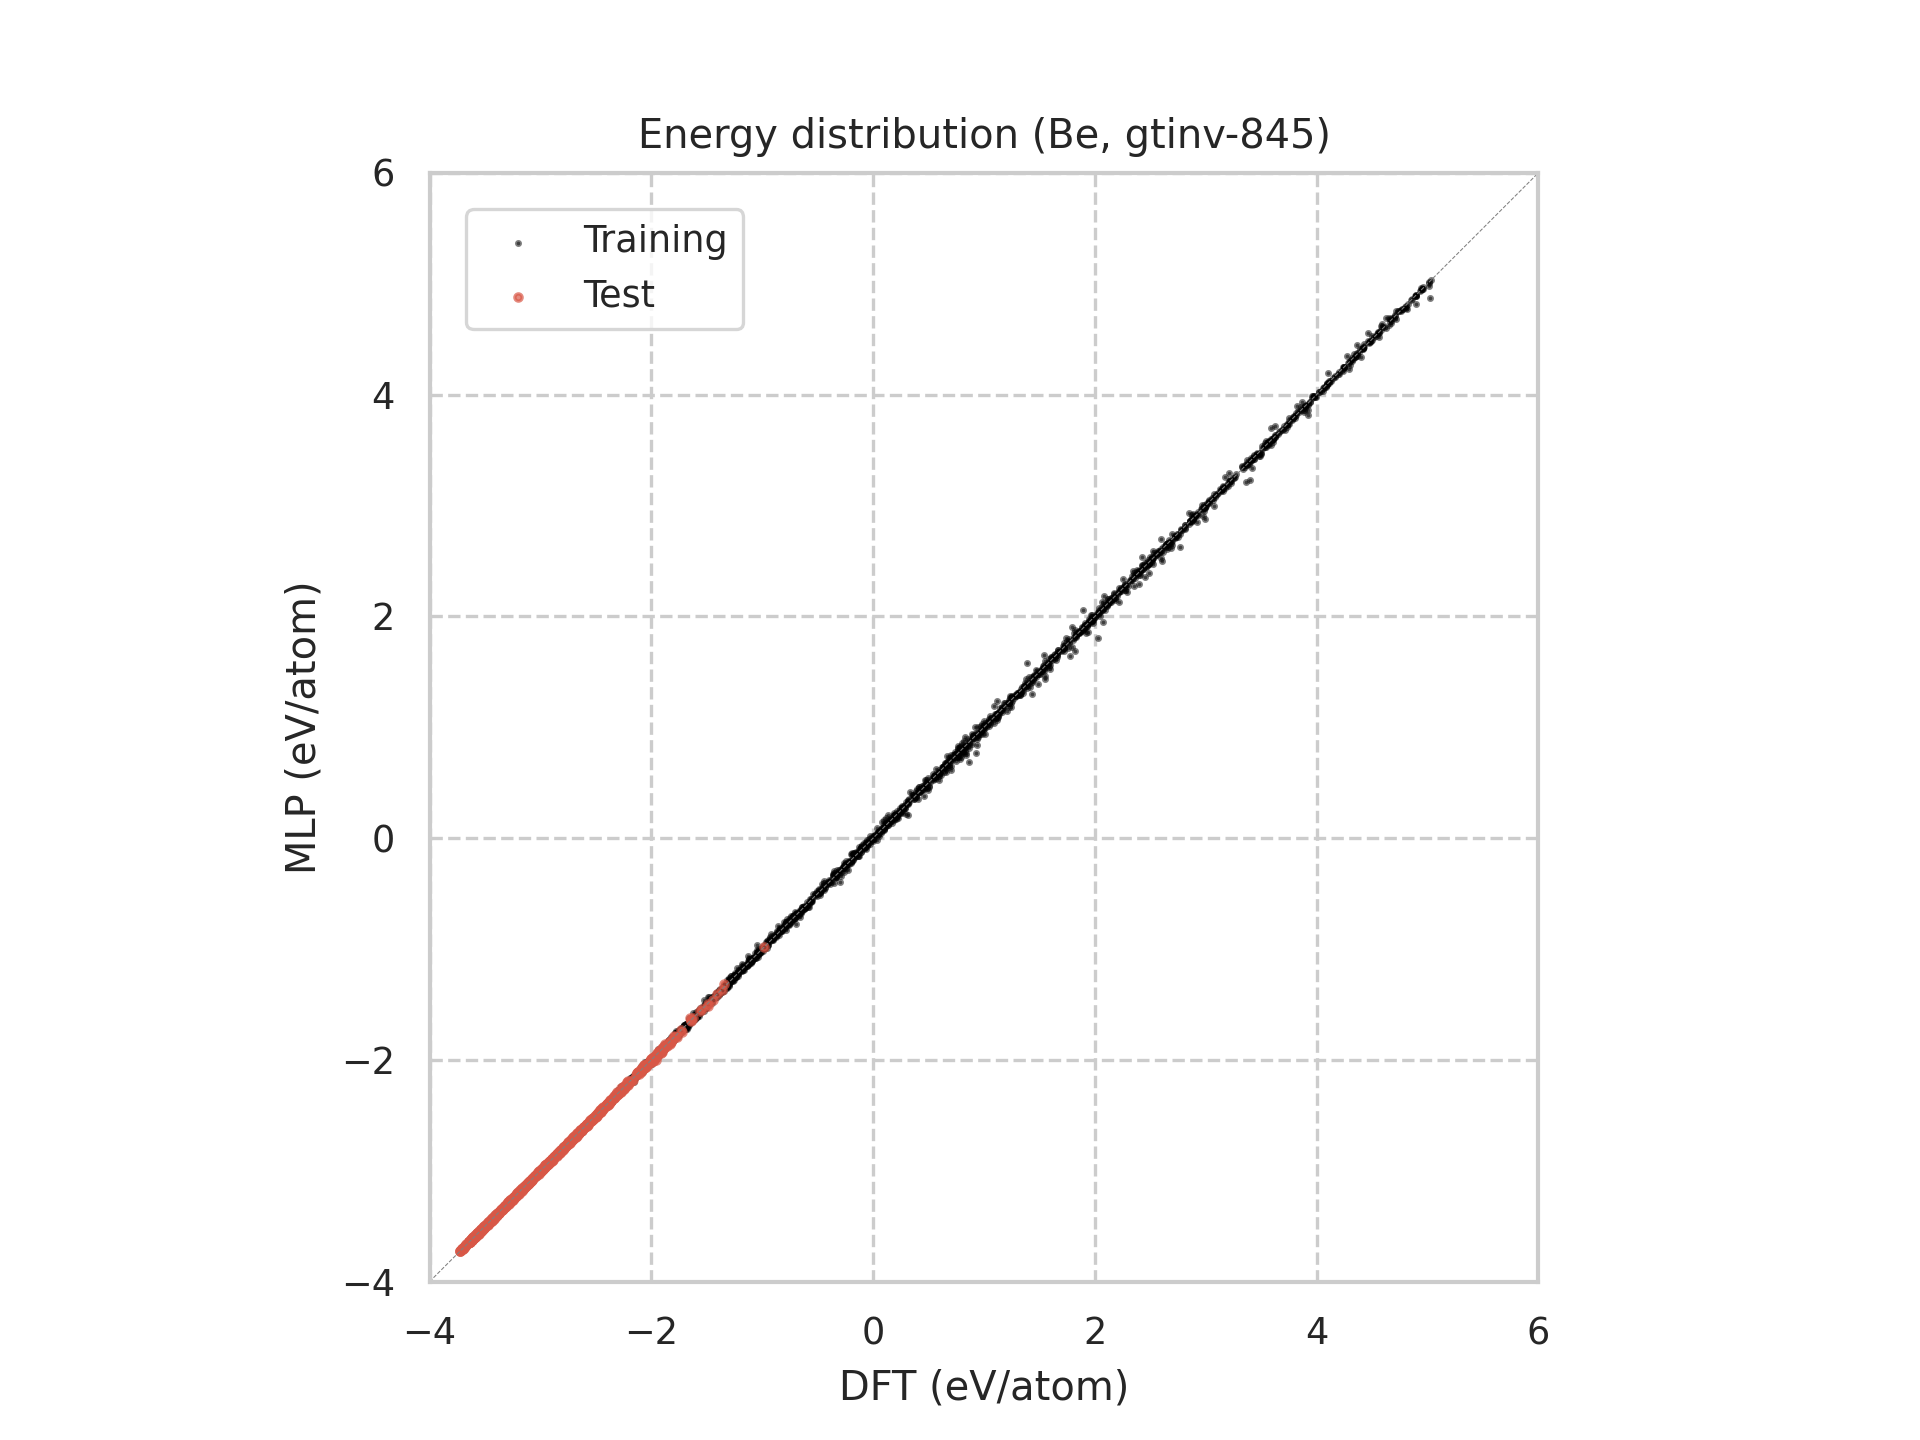 Energy distribution (Be, gtinv-845)
Training
Test
6
4
2
0
−2
−4
MLP (eV/atom)
−4 −2 0 2 4 6
DFT (eV/atom)